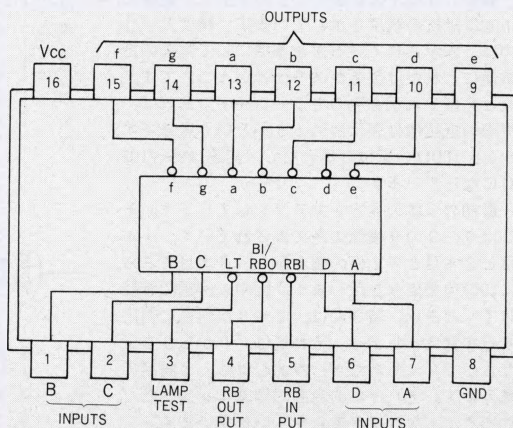 OUTPUTS
Vcc f g a b c d e
16 15 14 13 12 11 10 9
f g a b c d e
BI/
B C LT RBO RBI D A
1 2 3 4 5 6 7 8
B C LAMP TEST RB OUT PUT RB IN PUT D A GND
INPUTS INPUTS